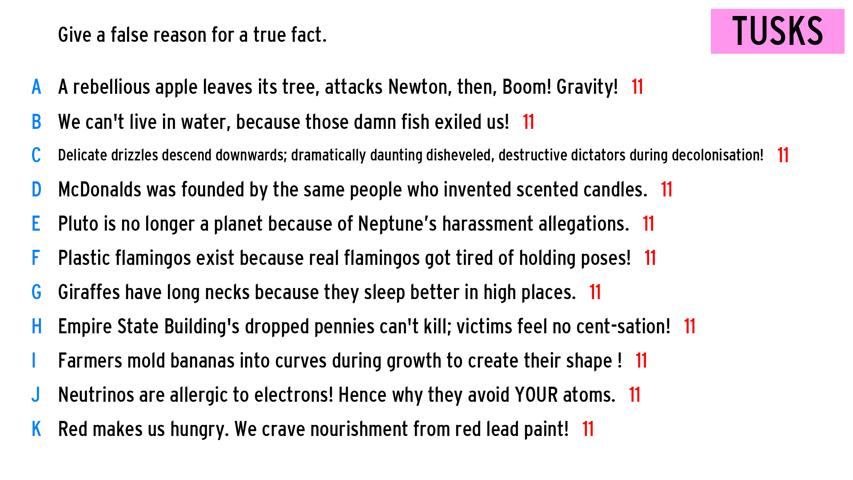 Give a false reason for a true fact.
TUSKS
A A rebellious apple leaves its tree, attacks Newton, then, Boom! Gravity! 11
B We can't live in water, because those damn fish exiled us! 11
C Delicate drizzles descend downwards; dramatically daunting disheveled, destructive dictators during decolonisation! 11
D McDonalds was founded by the same people who invented scented candles. 11
E Pluto is no longer a planet because of Neptune's harassment allegations. 11
F Plastic flamingos exist because real flamingos got tired of holding poses! 11
G Giraffes have long necks because they sleep better in high places. 11
H Empire State Building's dropped pennies can't kill; victims feel no cent-sation! 11
I Farmers mold bananas into curves during growth to create their shape ! 11
J Neutrinos are allergic to electrons! Hence why they avoid YOUR atoms. 11
K Red makes us hungry. We crave nourishment from red lead paint! 11